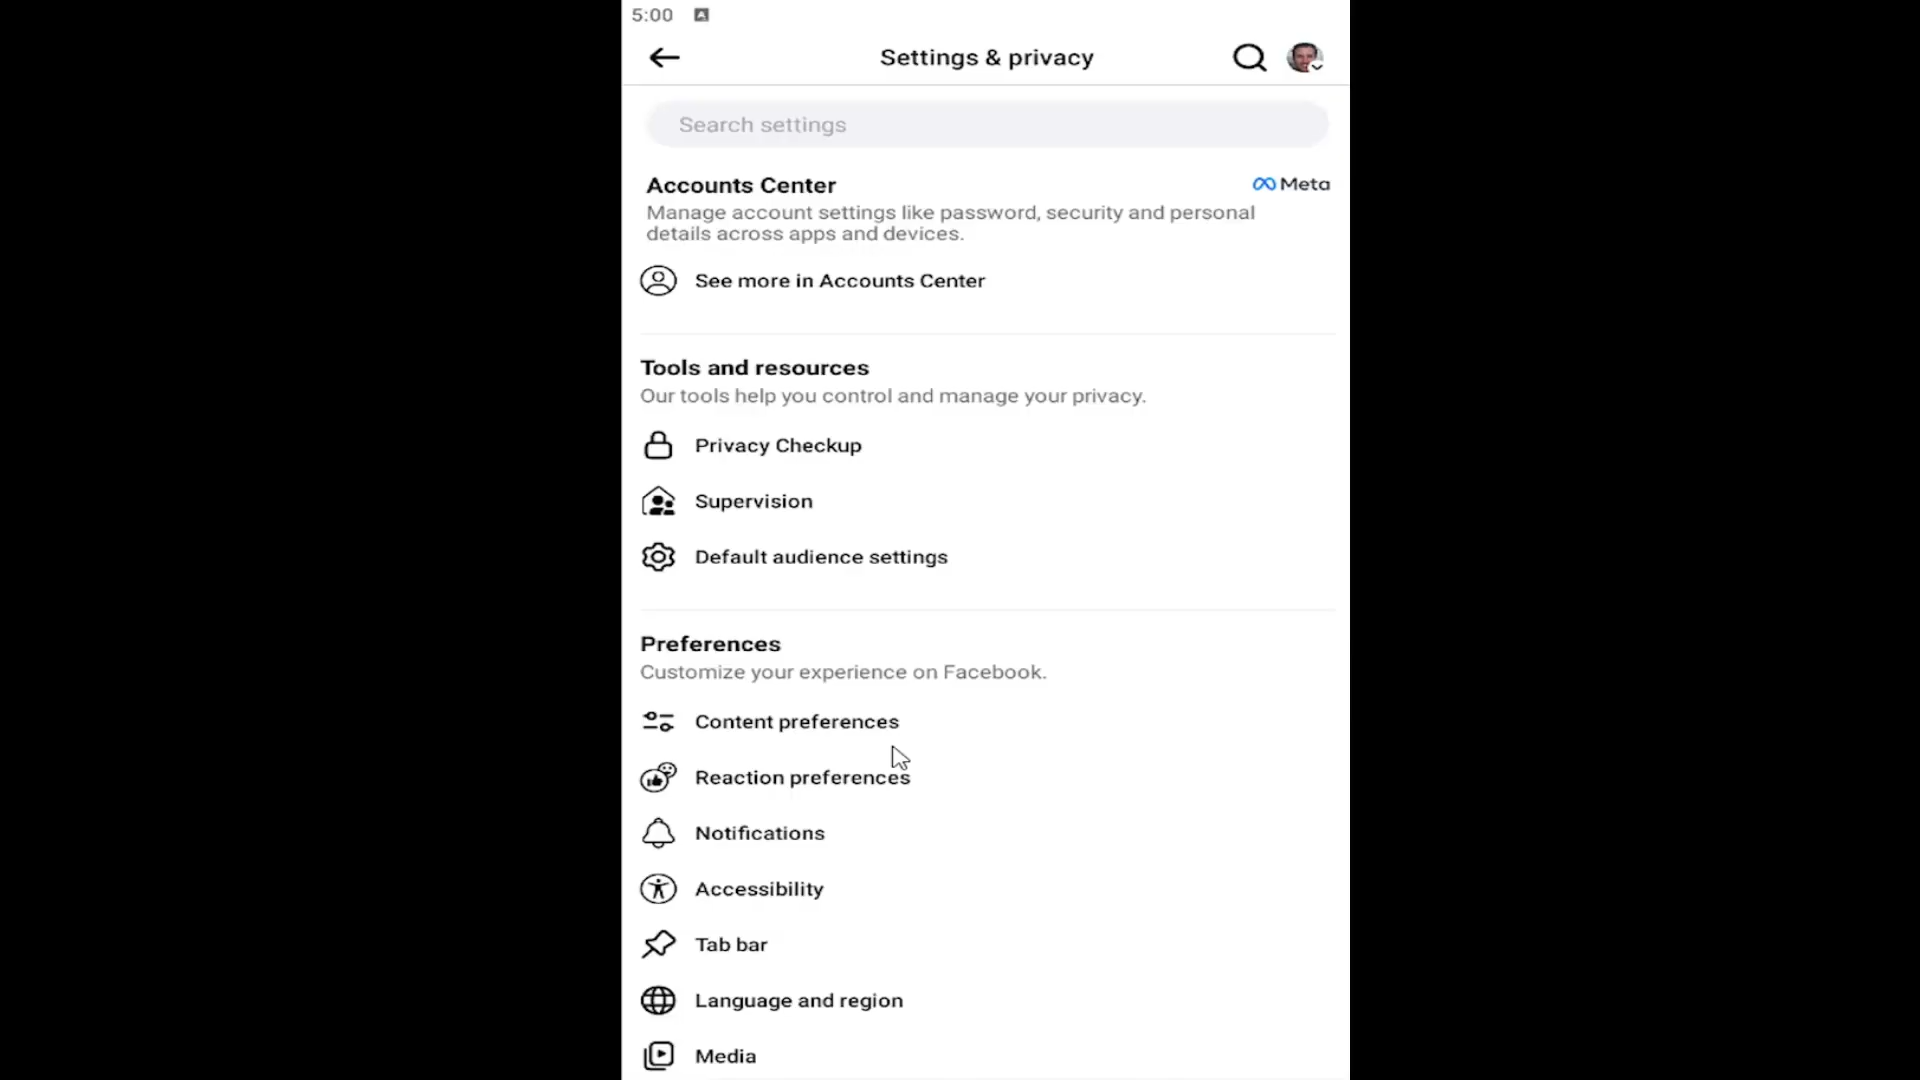 5:00
Settings & privacy
Search settings
Accounts Center
Meta
Manage account settings like password, security and personal
details across apps and devices.
See more in Accounts Center
Tools and resources
Our tools help you control and manage your privacy.
Privacy Checkup
Supervision
Default audience settings
Preferences
Customize your experience on Facebook.
Content preferences
Reaction preferences
Notifications
Accessibility
Tab bar
Language and region
Media